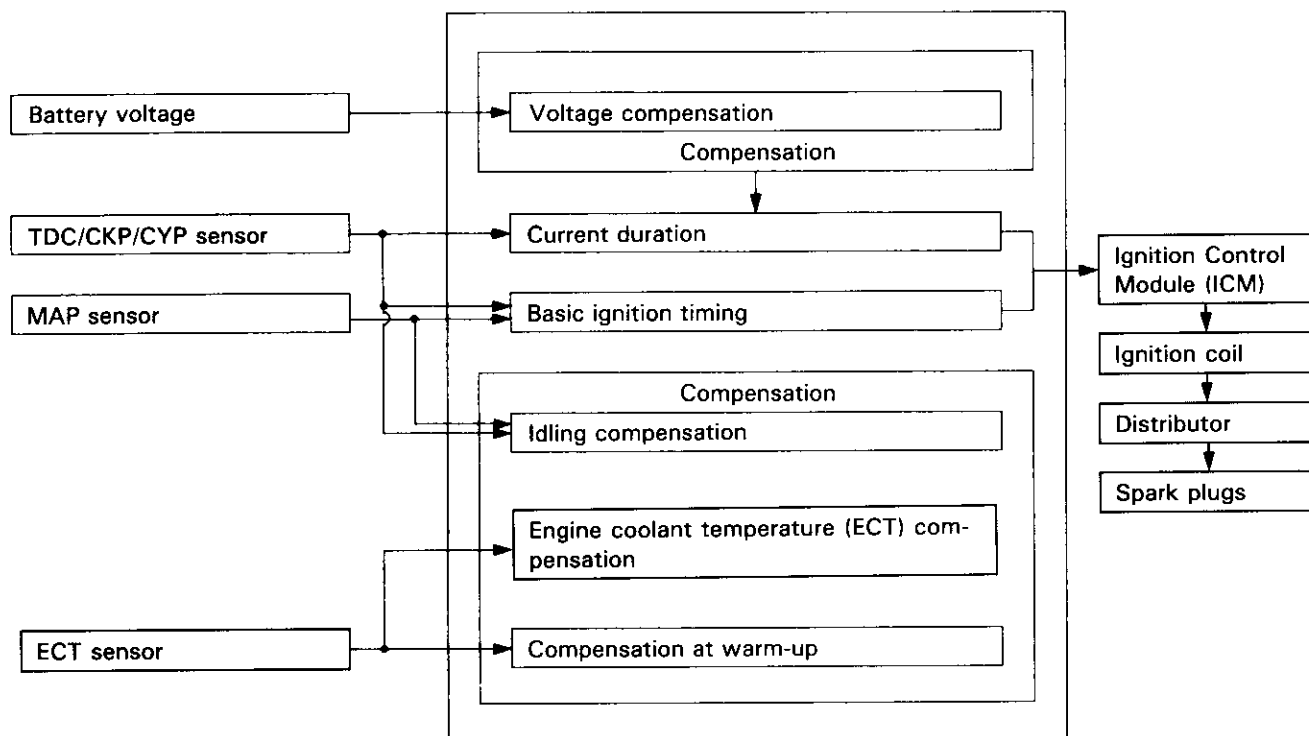 Battery voltage
Voltage compensation
Compensation
TDC/CKP/CYP sensor
Current duration
Ignition Control
Module (ICM)
MAP sensor
Basic ignition timing
Ignition coil
Compensation
Idling compensation
Distributor
Spark plugs
Engine coolant temperature (ECT) com-
pensation
ECT sensor
Compensation at warm-up